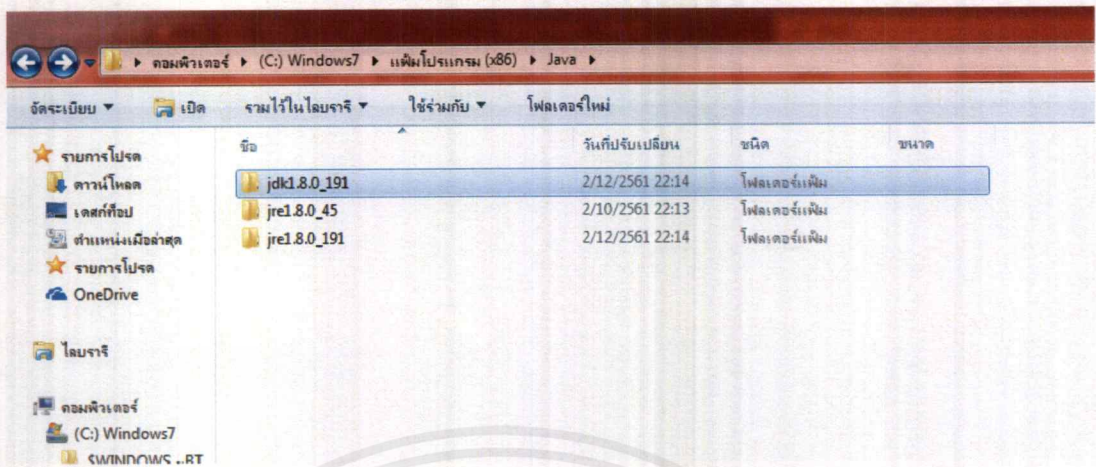 คอมพิวเตอร์ ▸ (C:) Windows7 ▸ แฟ้มโปรแกรม (x86) ▸ Java ▸
จัดระเบียบ ▼ เปิด รวมไว้ในไลบรารี ▼ ใช้ร่วมกับ ▼ โฟลเดอร์ใหม่
ชื่อ วันที่ปรับเปลี่ยน ชนิด ขนาด
jdk1.8.0_191 2/12/2561 22:14 โฟลเดอร์แฟ้ม
jre1.8.0_45 2/10/2561 22:13 โฟลเดอร์แฟ้ม
jre1.8.0_191 2/12/2561 22:14 โฟลเดอร์แฟ้ม
รายการโปรด
ดาวน์โหลด
เดสก์ท็อป
ตำแหน่งเมื่อล่าสุด
รายการโปรด
OneDrive
ไลบรารี
คอมพิวเตอร์
(C:) Windows7
$WINDOWS.~BT